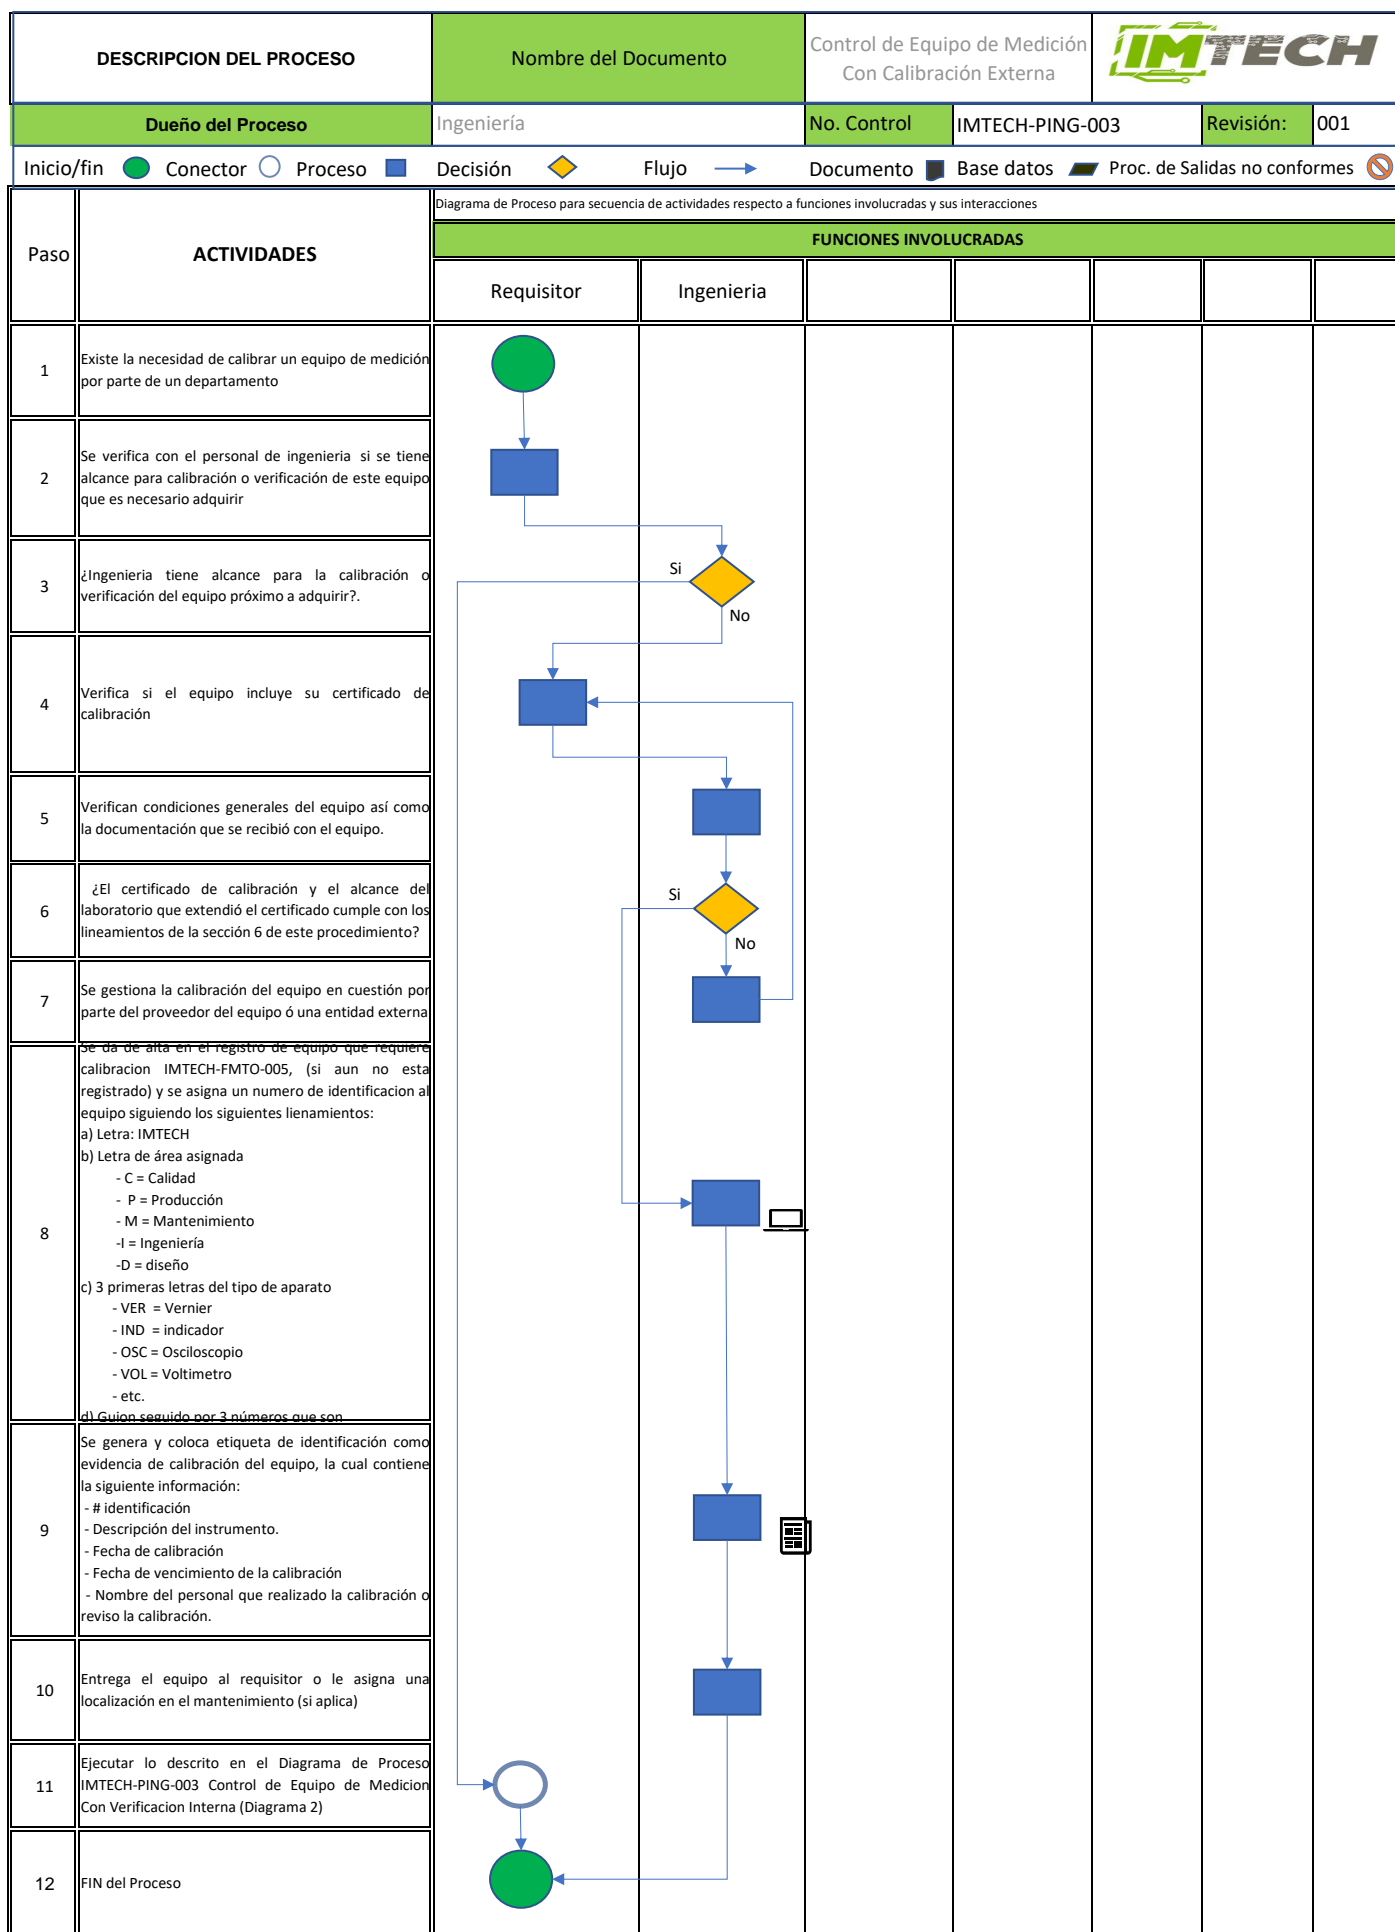 DESCRIPCION DEL PROCESO
Nombre del Documento
Control de Equipo de Medición
Con Calibración Externa
IMTECH
Dueño del Proceso
Ingeniería
No. Control
IMTECH-PING-003
Revisión:
001
Inicio/fin
Conector
Proceso
Decisión
Flujo
Documento
Base datos
Proc. de Salidas no conformes
Paso
ACTIVIDADES
Diagrama de Proceso para secuencia de actividades respecto a funciones involucradas y sus interacciones
FUNCIONES INVOLUCRADAS
Requisitor
Ingenieria
1
Existe la necesidad de calibrar un equipo de medición
por parte de un departamento
2
Se verifica con el personal de ingenieria si se tiene
alcance para calibración o verificación de este equipo
que es necesario adquirir
3
¿Ingenieria tiene alcance para la calibración o
verificación del equipo próximo a adquirir?.
Si
No
4
Verifica si el equipo incluye su certificado de
calibración
5
Verifican condiciones generales del equipo así como
la documentación que se recibió con el equipo.
6
¿El certificado de calibración y el alcance del
laboratorio que extendió el certificado cumple con los
lineamientos de la sección 6 de este procedimiento?
Si
No
7
Se gestiona la calibración del equipo en cuestión por
parte del proveedor del equipo ó una entidad externa
8
Se da de alta en el registro de equipo que requiere
calibracion IMTECH-FMTO-005, (si aun no esta
registrado) y se asigna un numero de identificacion al
equipo siguiendo los siguientes lienamientos:
a) Letra: IMTECH
b) Letra de área asignada
- C = Calidad
- P = Producción
- M = Mantenimiento
-I = Ingeniería
-D = diseño
c) 3 primeras letras del tipo de aparato
- VER = Vernier
- IND = indicador
- OSC = Osciloscopio
- VOL = Voltimetro
- etc.
d) Guion seguido por 3 números que son
9
Se genera y coloca etiqueta de identificación como
evidencia de calibración del equipo, la cual contiene
la siguiente información:
- # identificación
- Descripción del instrumento.
- Fecha de calibración
- Fecha de vencimiento de la calibración
- Nombre del personal que realizado la calibración o
reviso la calibración.
10
Entrega el equipo al requisitor o le asigna una
localización en el mantenimiento (si aplica)
11
Ejecutar lo descrito en el Diagrama de Proceso
IMTECH-PING-003 Control de Equipo de Medicion
Con Verificacion Interna (Diagrama 2)
12
FIN del Proceso